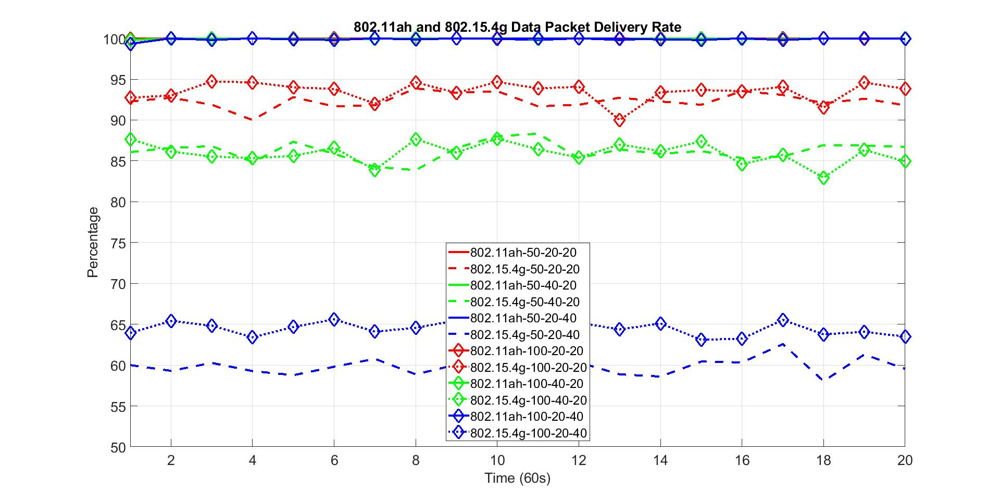 802.11ah and 802.15.4g Data Packet Delivery Rate
100
95
90
85
80
75
70
65
60
55
50
Percentage
802.11ah-50-20-20
802.15.4g-50-20-20
802.11ah-50-40-20
802.15.4g-50-40-20
802.11ah-50-20-40
802.15.4g-50-20-40
802.11ah-100-20-20
802.15.4g-100-20-20
802.11ah-100-40-20
802.15.4g-100-40-20
802.11ah-100-20-40
802.15.4g-100-20-40
2 4 6 8 10 12 14 16 18 20
Time (60s)